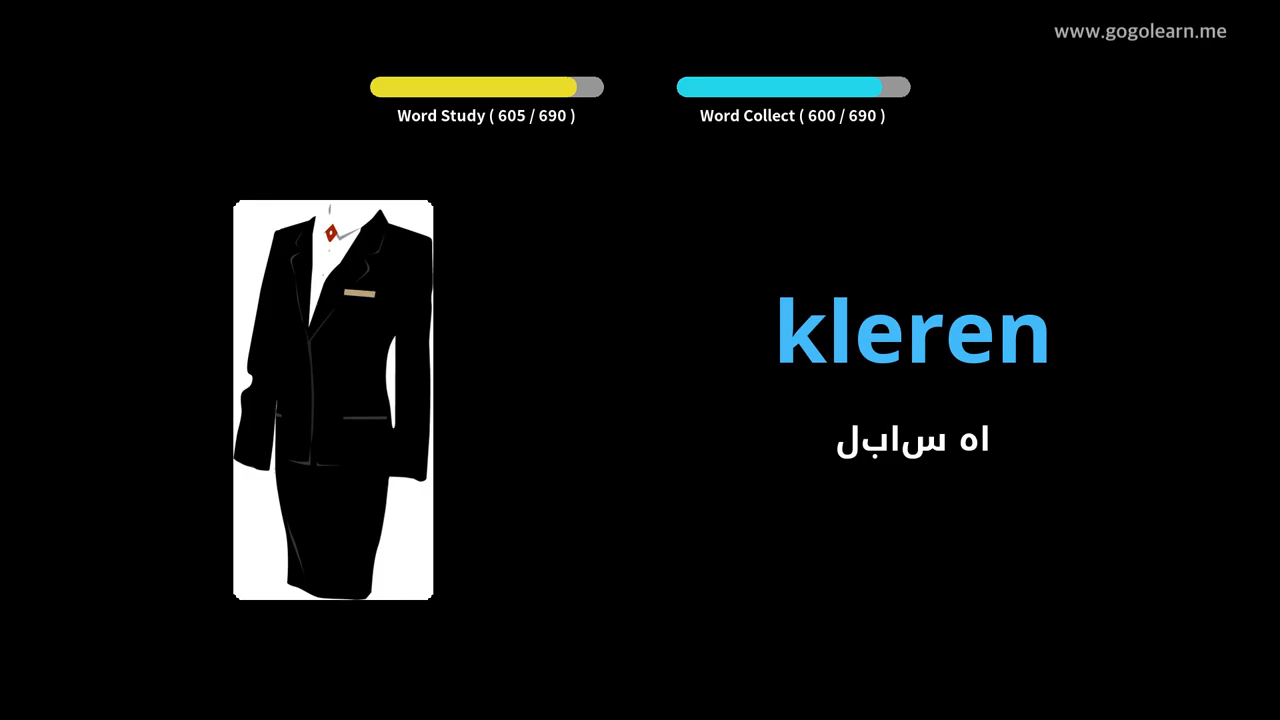 www.gogolearn.me
Word Study ( 605 / 690 )
Word Collect ( 600 / 690 )
kleren
لباس ها